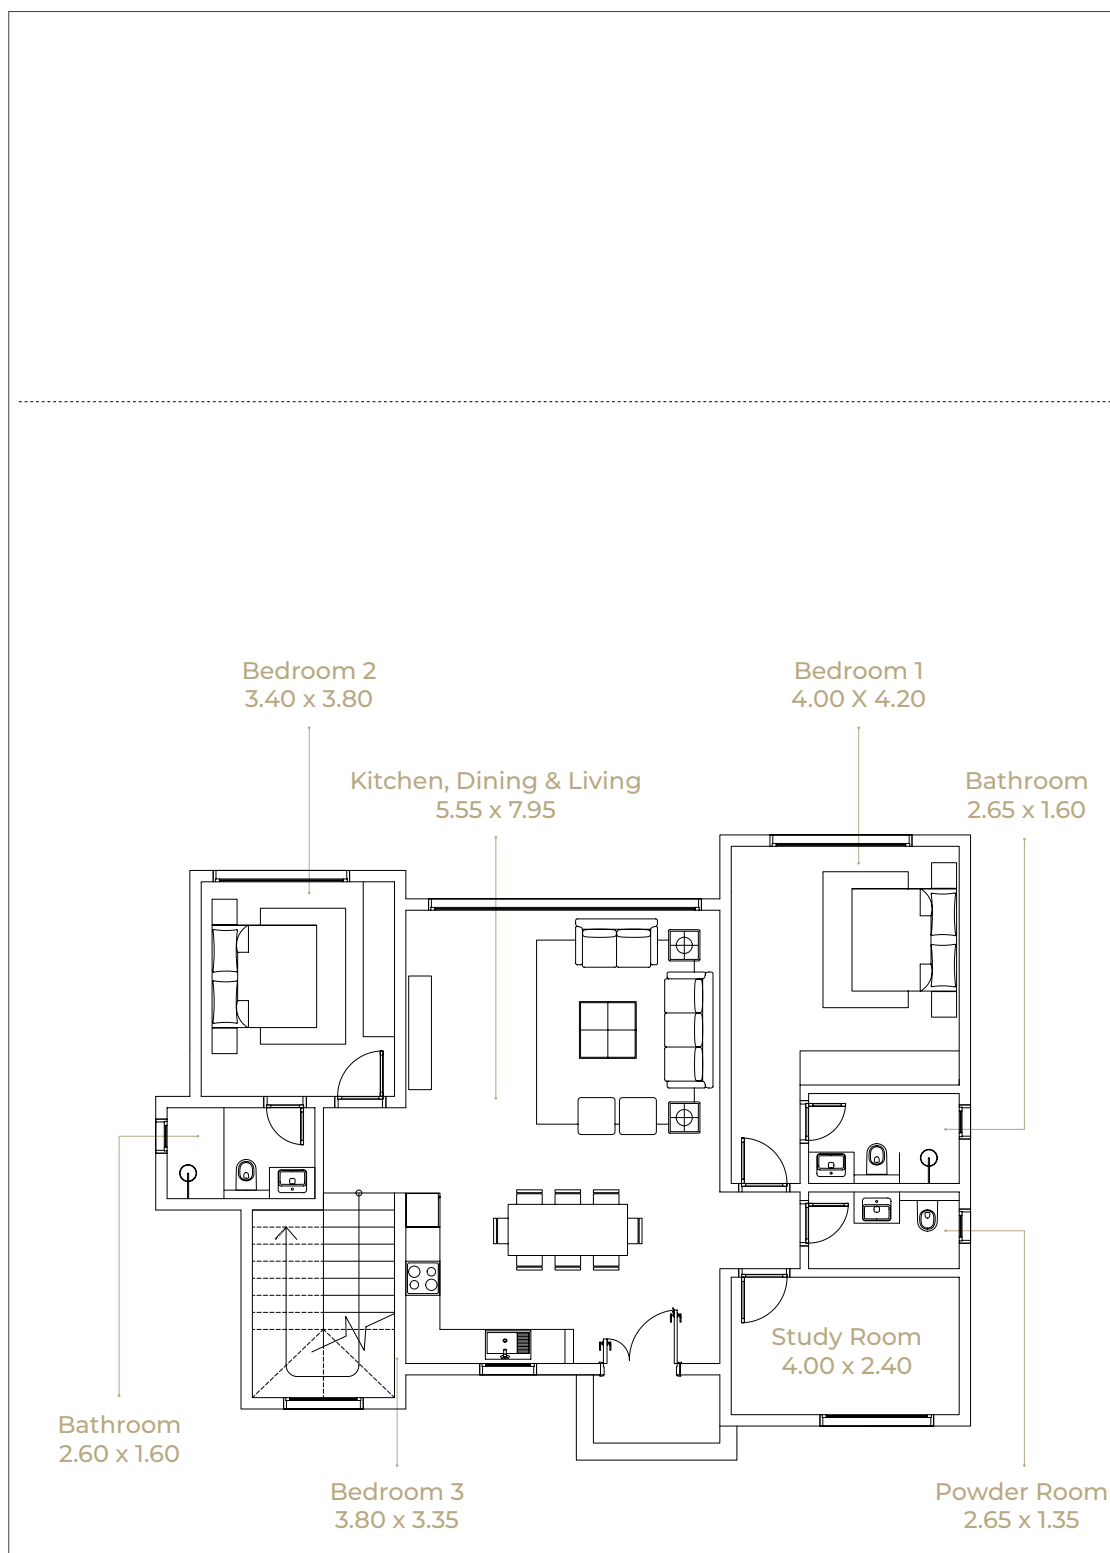 Bedroom 2
3.40 x 3.80
Bedroom 1
4.00 X 4.20
Kitchen, Dining & Living
5.55 x 7.95
Bathroom
2.65 x 1.60
Study Room
4.00 x 2.40
Bathroom
2.60 x 1.60
Bedroom 3
3.80 x 3.35
Powder Room
2.65 x 1.35